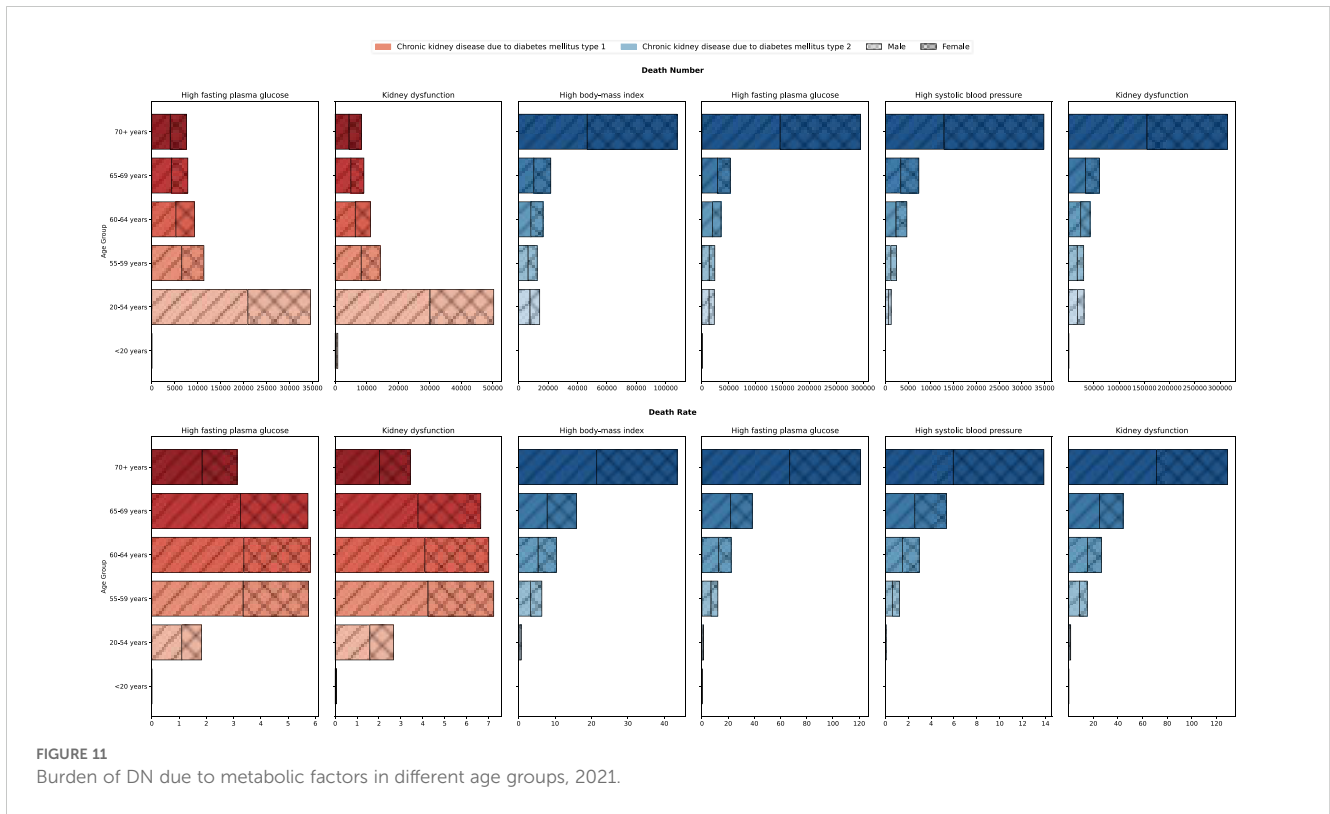 Chronic kidney disease due to diabetes mellitus type 1 Chronic kidney disease due to diabetes mellitus type 2 Male Female
Death Number
High fasting plasma glucose Kidney dysfunction High body-mass index High fasting plasma glucose High systolic blood pressure Kidney dysfunction
Age Group
70+ years
65-69 years
60-64 years
55-59 years
20-54 years
<20 years
0 5000 10000 15000 20000 25000 30000 35000 0 10000 20000 30000 40000 50000 0 20000 40000 60000 80000 100000 0 50000 100000 150000 200000 250000 300000 0 5000 10000 15000 20000 25000 30000 35000 50000 100000 150000 200000 250000 300000
Death Rate
High fasting plasma glucose Kidney dysfunction High body-mass index High fasting plasma glucose High systolic blood pressure Kidney dysfunction
Age Group
70+ years
65-69 years
60-64 years
55-59 years
20-54 years
<20 years
0 1 2 3 4 5 6 0 1 2 3 4 5 6 7 0 10 20 30 40 0 20 40 60 80 100 120 0 2 4 6 8 10 12 14 20 40 60 80 100 120
FIGURE 11
Burden of DN due to metabolic factors in different age groups, 2021.